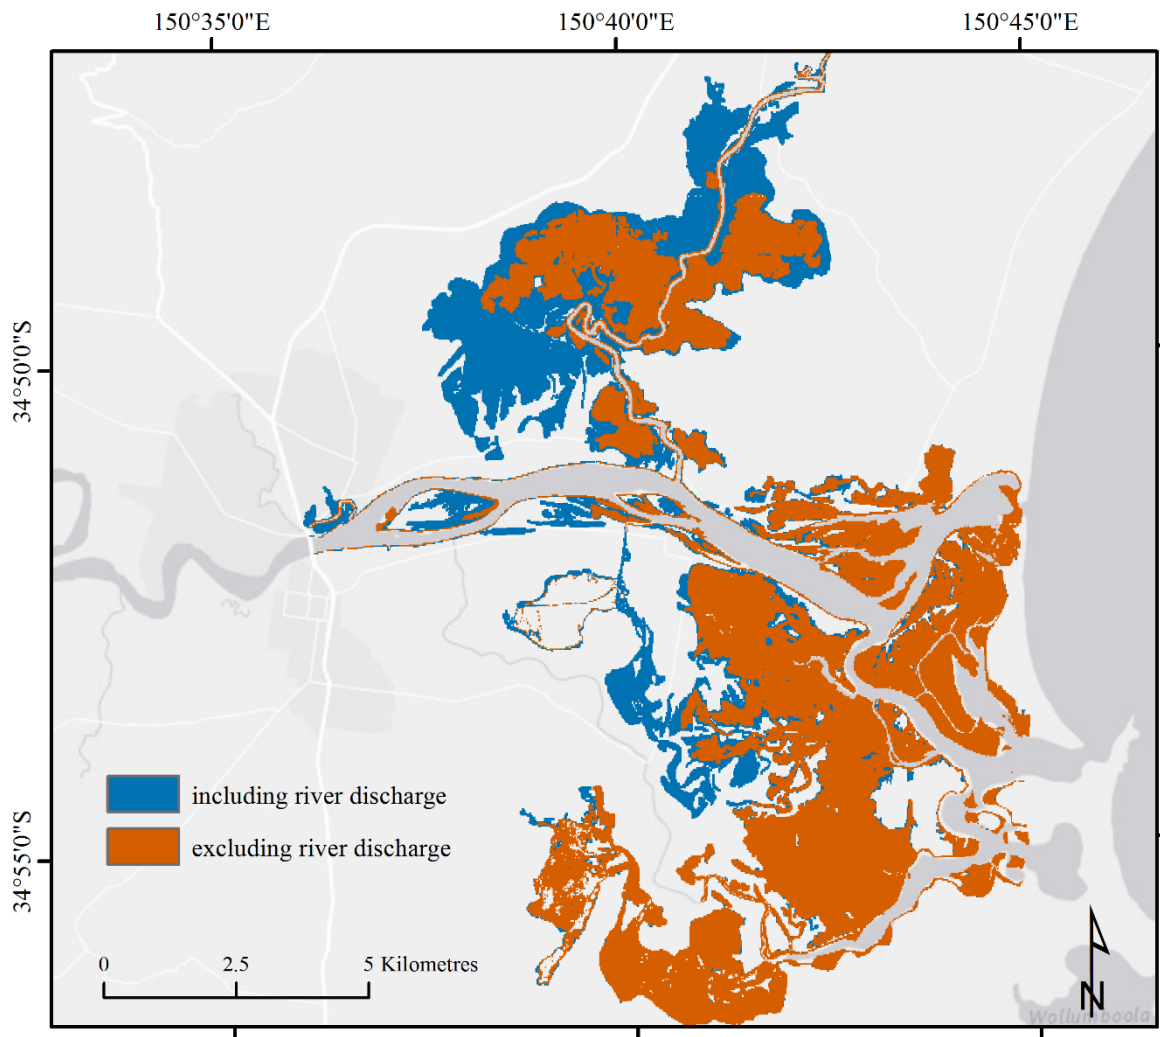 150°35'0"E 150°40'0"E 150°45'0"E
34°50'0"S
34°55'0"S
including river discharge
excluding river discharge
0 2.5 5 Kilometres
N
Wollumboola